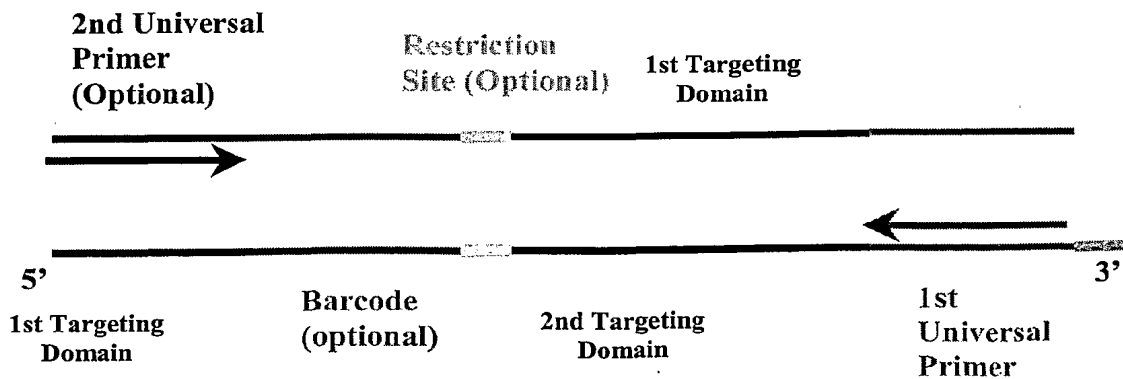 2nd Universal
Primer
(Optional)
Restriction
Site (Optional)
1st Targeting
Domain
5’
3’
1st Targeting
Domain
Barcode
(optional)
2nd Targeting
Domain
1st
Universal
Primer